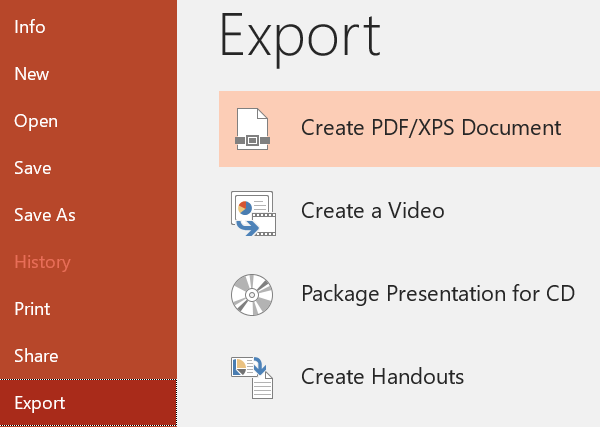 Info
New
Open
Save
Save As
History
Print
Share
Export
Export
Create PDF/XPS Document
Create a Video
Package Presentation for CD
Create Handouts